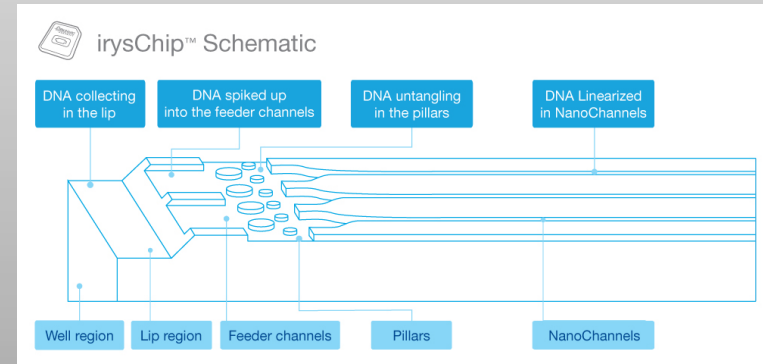 irysChip™ Schematic
DNA collecting
in the lip
DNA spiked up
into the feeder channels
DNA untangling
in the pillars
DNA Linearized
in NanoChannels
Well region
Lip region
Feeder channels
Pillars
NanoChannels